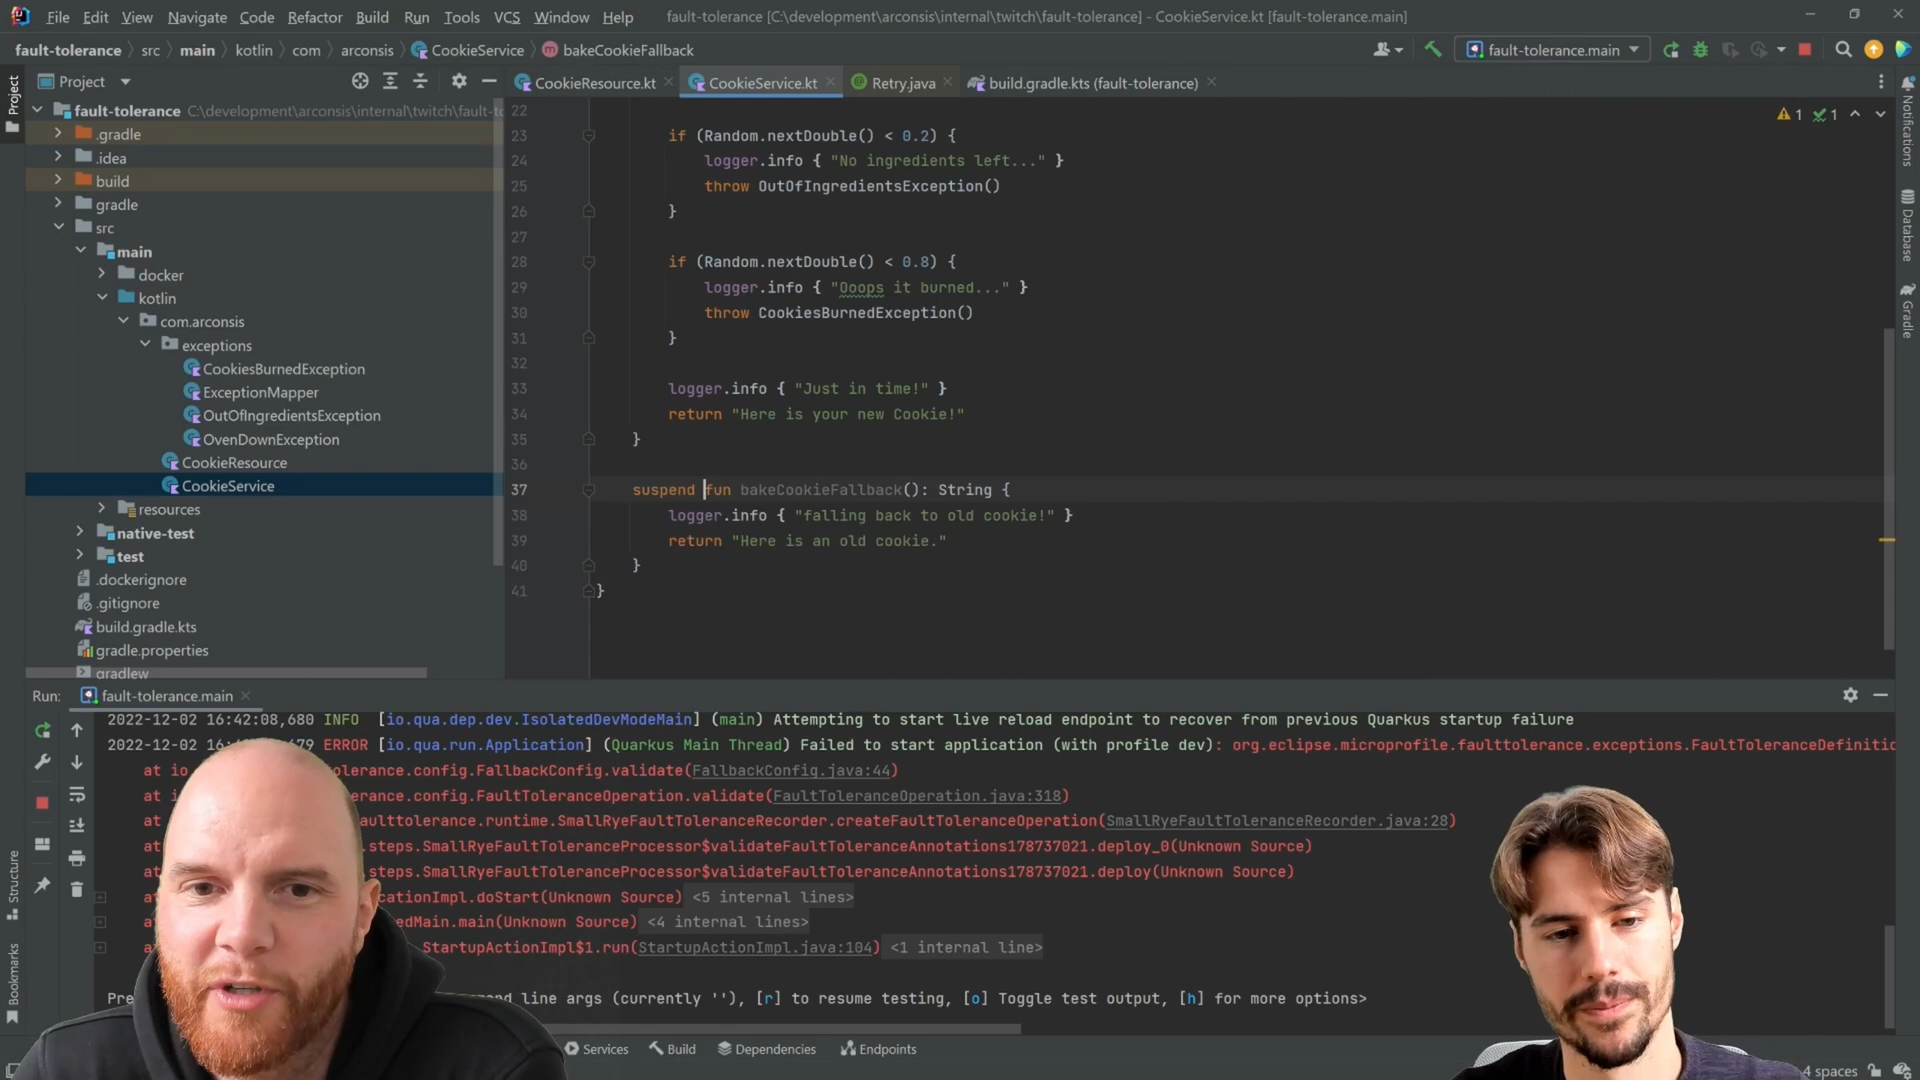 File Edit View Navigate Code Refactor Build Run Tools VCS Window Help fault-tolerance [C:\development\arconsis\internal\twitch\fault-tolerance] - CookieService.kt [fault-tolerance.main]
fault-tolerance src main kotlin com arconsis CookieService bakeCookieFallback fault-tolerance.main
Project
CookieResource.kt CookieService.kt Retry.java build.gradle.kts (fault-tolerance)
fault-tolerance C:\development\arconsis\internal\twitch\fault-to
.gradle
.idea
build
gradle
src
main
docker
kotlin
com.arconsis
exceptions
CookiesBurnedException
ExceptionMapper
OutOfIngredientsException
OvenDownException
CookieResource
CookieService
resources
native-test
test
.dockerignore
.gitignore
build.gradle.kts
gradle.properties
gradlew
1 1
22
23 if (Random.nextDouble() < 0.2) {
24 logger.info { "No ingredients left..." }
25 throw OutOfIngredientsException()
26 }
27
28 if (Random.nextDouble() < 0.8) {
29 logger.info { "Ooops it burned..." }
30 throw CookiesBurnedException()
31 }
32
33 logger.info { "Just in time!" }
34 return "Here is your new Cookie!"
35 }
36
37 suspend fun bakeCookieFallback(): String {
38 logger.info { "falling back to old cookie!" }
39 return "Here is an old cookie."
40 }
41 }
Project
Structure
Bookmarks
Notifications
Database
Gradle
Run: fault-tolerance.main
2022-12-02 16:42:08,680 INFO [io.qua.dep.dev.IsolatedDevModeMain] (main) Attempting to start live reload endpoint to recover from previous Quarkus startup failure
2022-12-02 16:4 679 ERROR [io.qua.run.Application] (Quarkus Main Thread) Failed to start application (with profile dev): org.eclipse.microprofile.faulttolerance.exceptions.FaultToleranceDefinitio
at io tolerance.config.FallbackConfig.validate(FallbackConfig.java:44)
at i erance.config.FaultToleranceOperation.validate(FaultToleranceOperation.java:318)
at faulttolerance.runtime.SmallRyeFaultToleranceRecorder.createFaultToleranceOperation(SmallRyeFaultToleranceRecorder.java:28)
at .steps.SmallRyeFaultToleranceProcessor$validateFaultToleranceAnnotations178737021.deploy_0(Unknown Source)
at .steps.SmallRyeFaultToleranceProcessor$validateFaultToleranceAnnotations178737021.deploy(Unknown Source)
at cationImpl.doStart(Unknown Source) <5 internal lines>
a edMain.main(Unknown Source) <4 internal lines>
a StartupActionImpl$1.run(StartupActionImpl.java:104) <1 internal line>
Pre mmand line args (currently ''), [r] to resume testing, [o] Toggle test output, [h] for more options>
Services Build Dependencies Endpoints
4 spaces